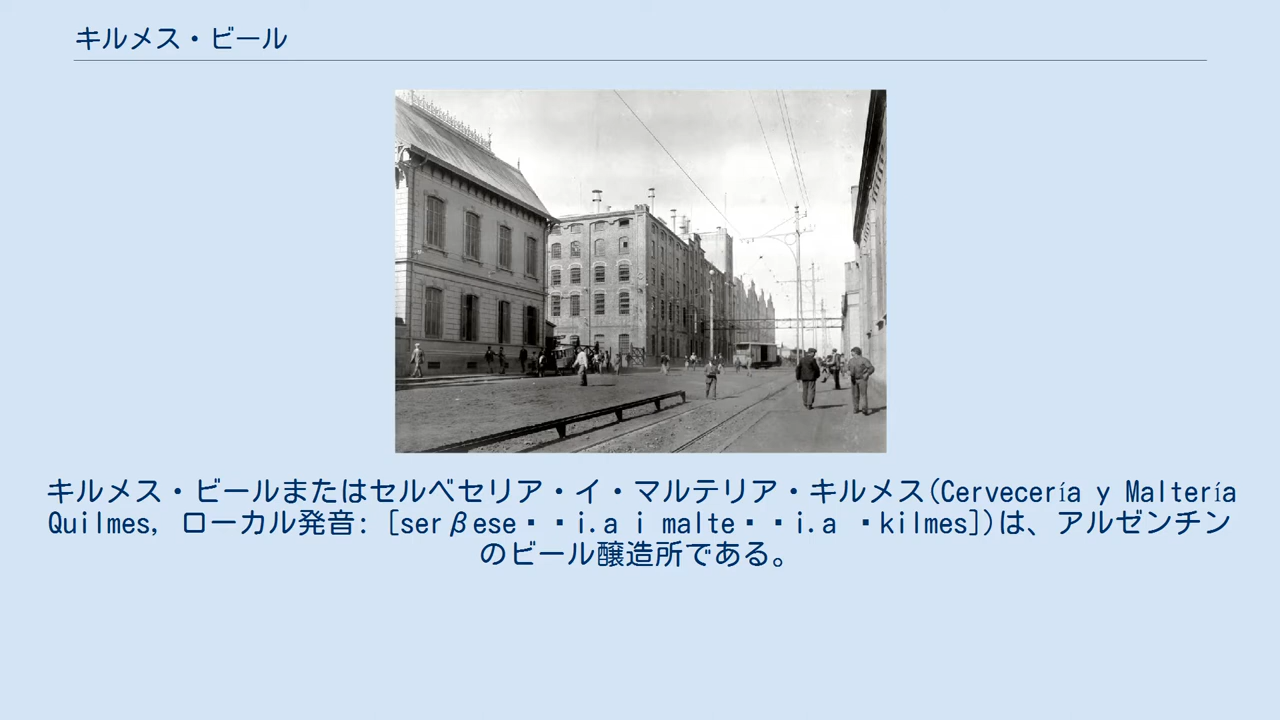 キルメス・ビール
キルメス・ビールまたはセルベセリア・イ・マルテリア・キルメス(Cervecería y Maltería
Quilmes, ローカル発音: [serβese▪▪i.a i malte▪▪i.a ▪kilmes])は、アルゼンチン
のビール醸造所である。